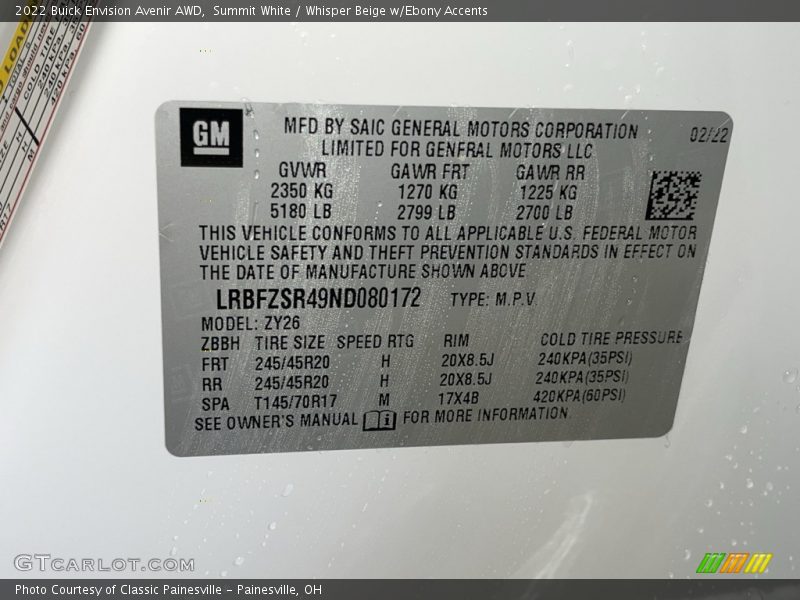 2022 Buick Envision Avenir AWD, Summit White / Whisper Beige w/Ebony Accents
GM
MFD BY SAIC GENERAL MOTORS CORPORATION 02/22
LIMITED FOR GENERAL MOTORS LLC
GVWR GAWR FRT GAWR RR
2350 KG 1270 KG 1225 KG
5180 LB 2799 LB 2700 LB
THIS VEHICLE CONFORMS TO ALL APPLICABLE U.S. FEDERAL MOTOR
VEHICLE SAFETY AND THEFT PREVENTION STANDARDS IN EFFECT ON
THE DATE OF MANUFACTURE SHOWN ABOVE
LRBFZSR49ND080172 TYPE: M.P.V
MODEL: ZY26
ZBBH TIRE SIZE SPEED RTG RIM COLD TIRE PRESSURE
FRT 245/45R20 H 20X8.5J 240KPA(35PSI)
RR 245/45R20 H 20X8.5J 240KPA(35PSI)
SPA T145/70R17 M 17X4B 420KPA(60PSI)
SEE OWNER'S MANUAL i FOR MORE INFORMATION
GTCARLOT.COM
Photo Courtesy of Classic Painesville - Painesville, OH